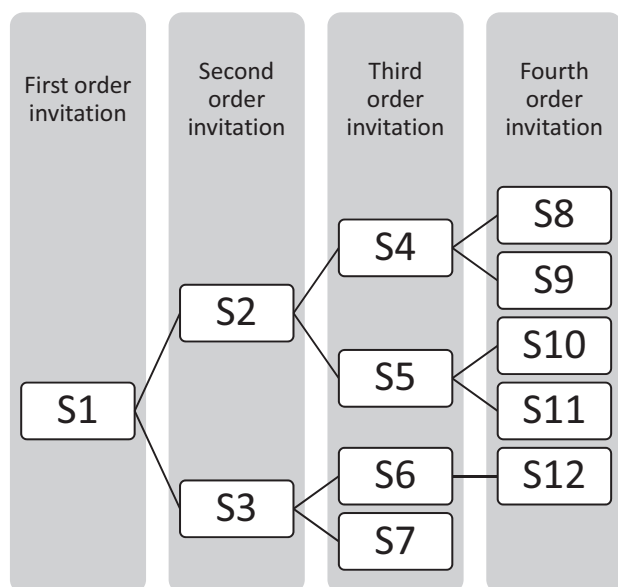 First order
invitation
Second
order
invitation
Third
order
invitation
Fourth
order
invitation
S1
S2
S3
S4
S5
S6
S7
S8
S9
S10
S11
S12